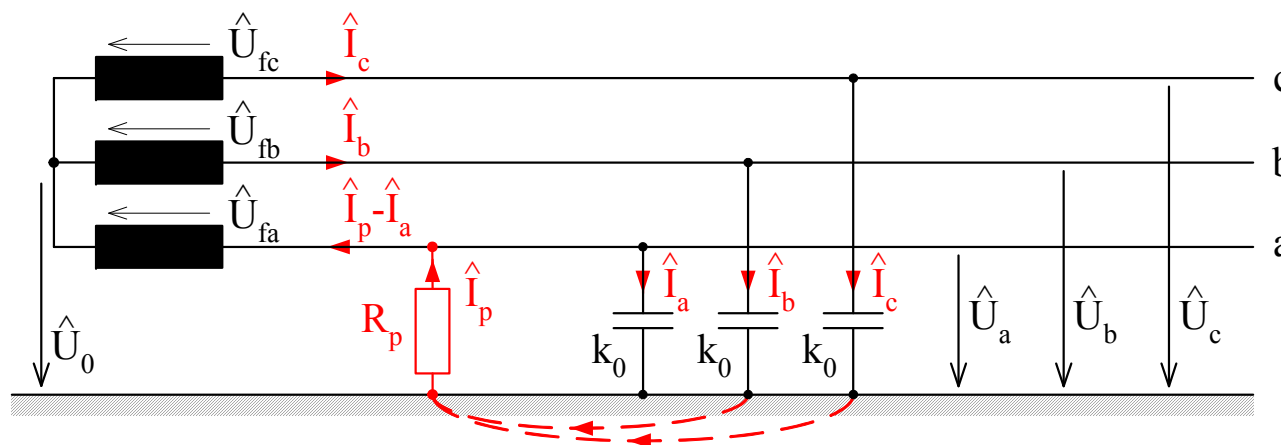 Û_fc Î_c
c
Û_fb Î_b
b
Û_fa Î_p-Î_a
a
Û_0 R_p Î_p Î_a Î_b Î_c Û_a Û_b Û_c
k_0 k_0 k_0